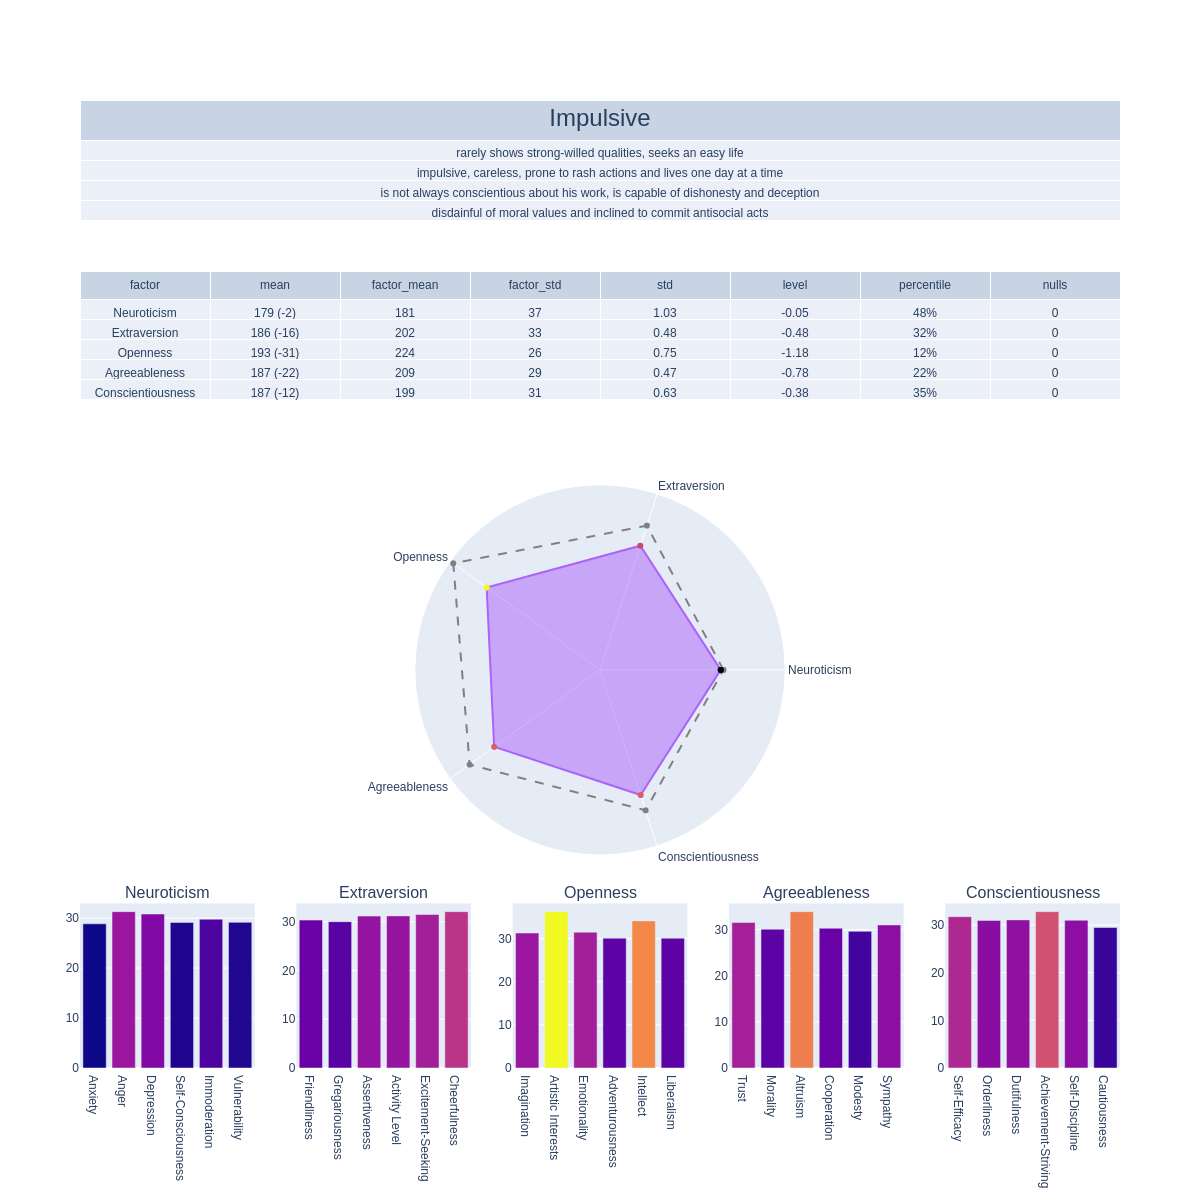 Impulsive
rarely shows strong-willed qualities, seeks an easy life
impulsive, careless, prone to rash actions and lives one day at a time
is not always conscientious about his work, is capable of dishonesty and deception
disdainful of moral values and inclined to commit antisocial acts
factor mean factor_mean factor_std std level percentile nulls
Neuroticism 179 (-2) 181 37 1.03 -0.05 48% 0
Extraversion 186 (-16) 202 33 0.48 -0.48 32% 0
Openness 193 (-31) 224 26 0.75 -1.18 12% 0
Agreeableness 187 (-22) 209 29 0.47 -0.78 22% 0
Conscientiousness 187 (-12) 199 31 0.63 -0.38 35% 0
Extraversion
Openness
Neuroticism
Agreeableness
Conscientiousness
Neuroticism
30
20
10
0
Anxiety
Anger
Depression
Self-Consciousness
Immoderation
Vulnerability
Extraversion
30
20
10
0
Friendliness
Gregariousness
Assertiveness
Activity Level
Excitement-Seeking
Cheerfulness
Openness
30
20
10
0
Imagination
Artistic Interests
Emotionality
Adventurousness
Intellect
Liberalism
Agreeableness
30
20
10
0
Trust
Morality
Altruism
Cooperation
Modesty
Sympathy
Conscientiousness
30
20
10
0
Self-Efficacy
Orderliness
Dutifulness
Achievement-Striving
Self-Discipline
Cautiousness